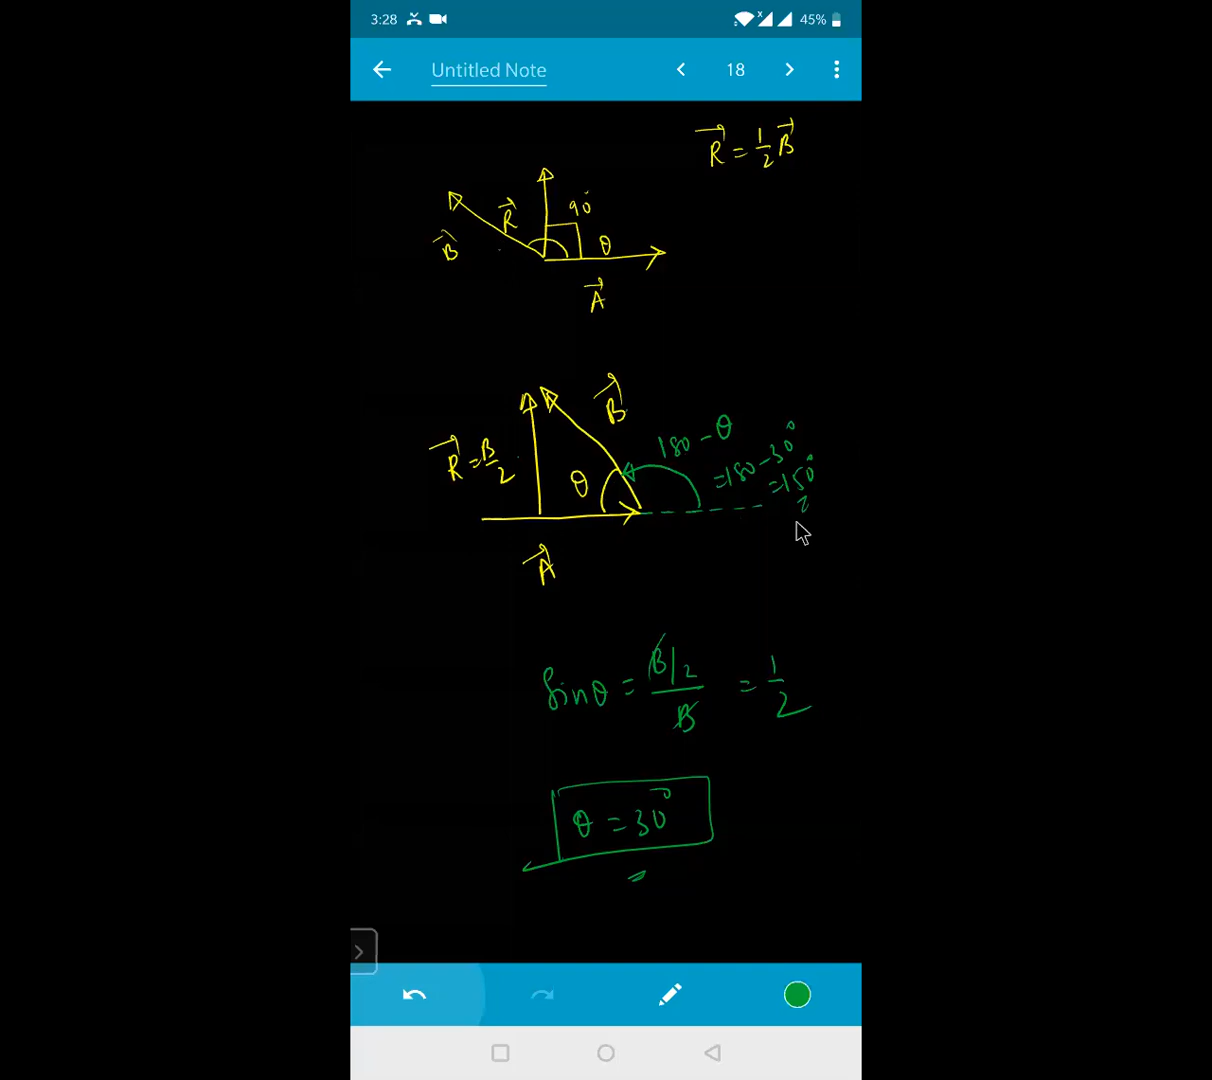 3:28
45%
Untitled Note
18
R⃗ = 1/2 B⃗
90°
R⃗
θ
B⃗
A⃗
B⃗
180 - θ
R⃗ = B/2
θ
= 180 - 30°
= 150°
A⃗
sinθ = B/2 / B = 1/2
θ = 30°